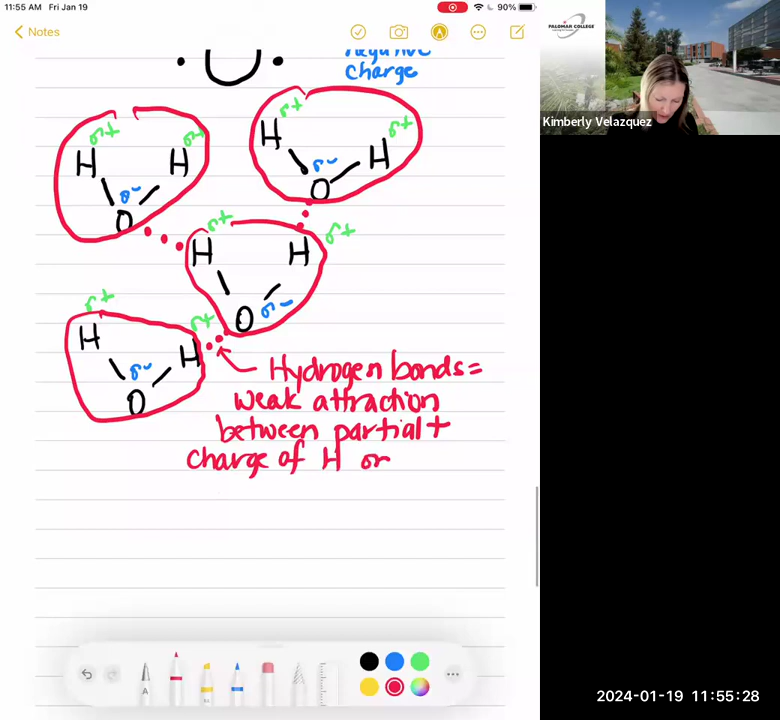 11:55 AM Fri Jan 19
90%
Notes
negative
charge
PALOMAR COLLEGE
Kimberly Velazquez
H δ+
H δ+
δ-
O
H δ+
H δ+
δ-
O
H δ+
H δ+
O δ-
H δ+
H δ+
δ-
O
Hydrogen bonds =
weak attraction
between partial +
charge of H or
A
2024-01-19 11:55:28